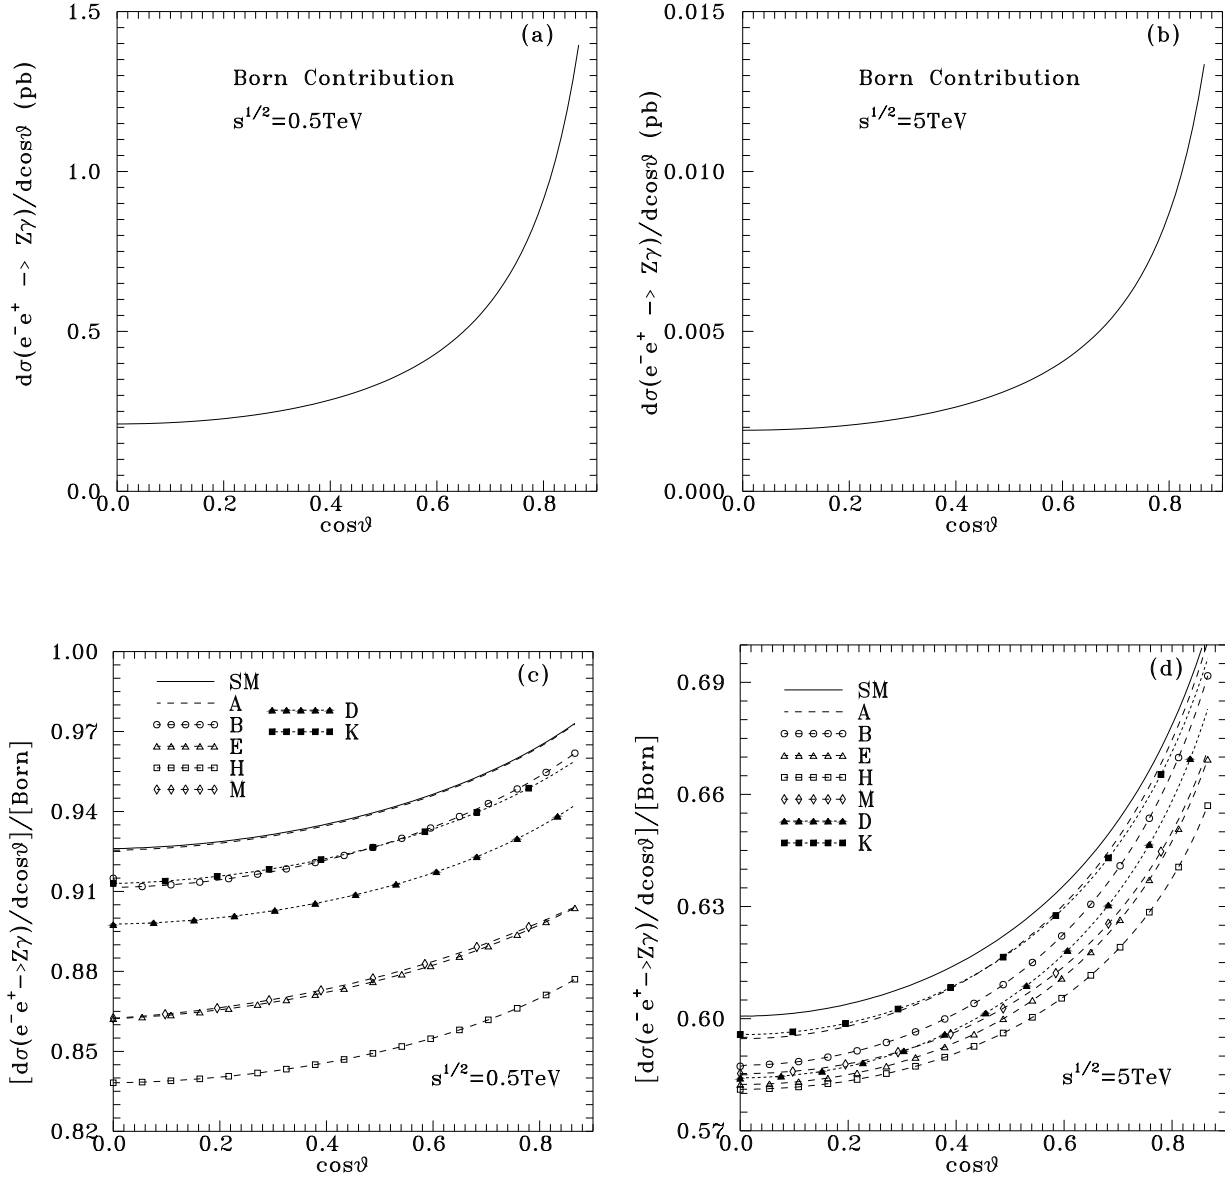 1.5
1.0
0.5
0.0
dσ(e⁻e⁺ −> Zγ)/dcosϑ (pb)
(a)
Born Contribution
s^1/2=0.5TeV
0.0 0.2 0.4 0.6 0.8
cosϑ
0.015
0.010
0.005
0.000
dσ(e⁻e⁺ −> Zγ)/dcosϑ (pb)
(b)
Born Contribution
s^1/2=5TeV
0.0 0.2 0.4 0.6 0.8
cosϑ
1.00
0.97
0.94
0.91
0.88
0.85
0.82
[dσ(e⁻e⁺−>Zγ)/dcosϑ]/[Born]
(c)
SM
A
B
E
H
M
D
K
s^1/2=0.5TeV
0.0 0.2 0.4 0.6 0.8
cosϑ
0.69
0.66
0.63
0.60
0.57
[dσ(e⁻e⁺−>Zγ)/dcosϑ]/[Born]
(d)
SM
A
B
E
H
M
D
K
s^1/2=5TeV
0.0 0.2 0.4 0.6 0.8
cosϑ